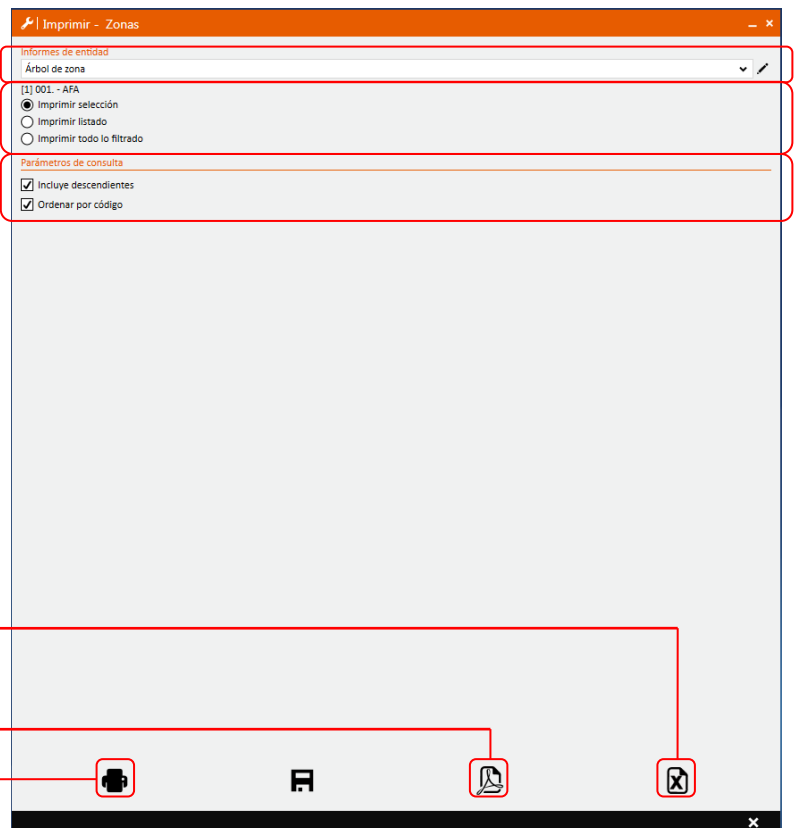 Imprimir - Zonas
Informes de entidad
Árbol de zona
[1] 001. - AFA
Imprimir selección
Imprimir listado
Imprimir todo lo filtrado
Parámetros de consulta
Incluye descendientes
Ordenar por código